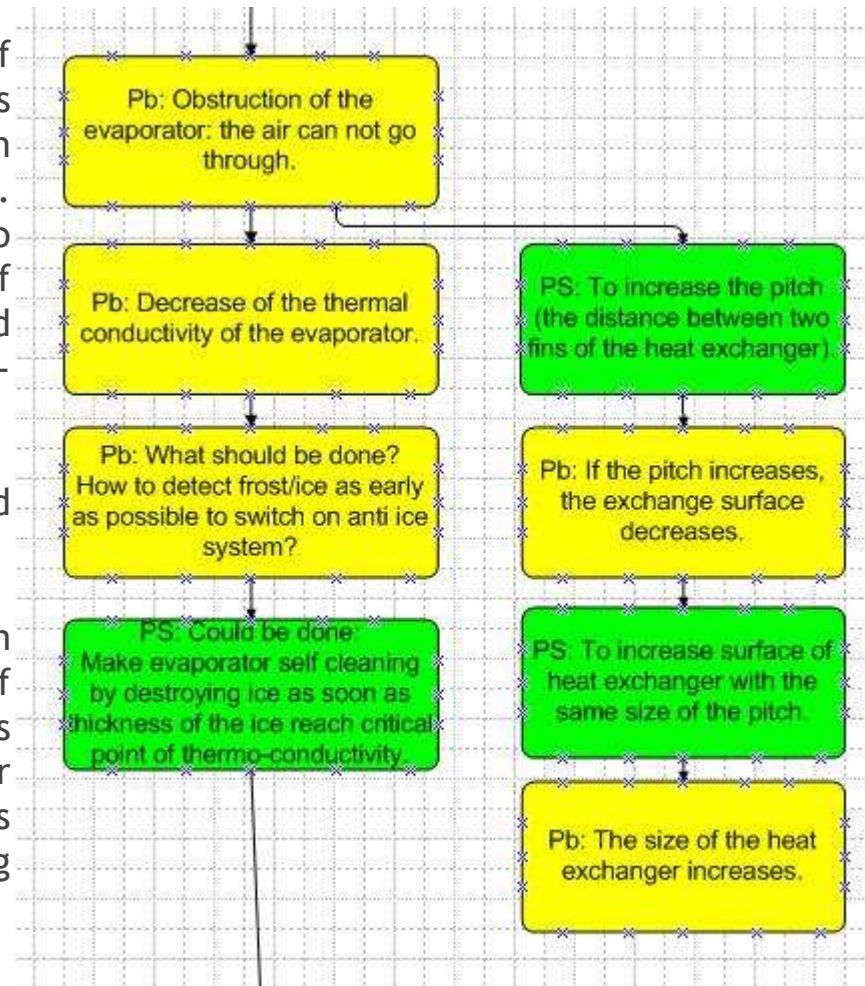 f
s
n
.
o
f
d
-
d
n
f
s
r
s
g
Pb: Obstruction of the
evaporator: the air can not go
through.
Pb: Decrease of the thermal
conductivity of the evaporator.
Pb: What should be done?
How to detect frost/ice as early
as possible to switch on anti ice
system?
PS: Could be done:
Make evaporator self cleaning
by destroying ice as soon as
thickness of the ice reach critical
point of thermo-conductivity.
PS: To increase the pitch
(the distance between two
fins of the heat exchanger).
Pb: If the pitch increases,
the exchange surface
decreases.
PS: To increase surface of
heat exchanger with the
same size of the pitch.
Pb: The size of the heat
exchanger increases.